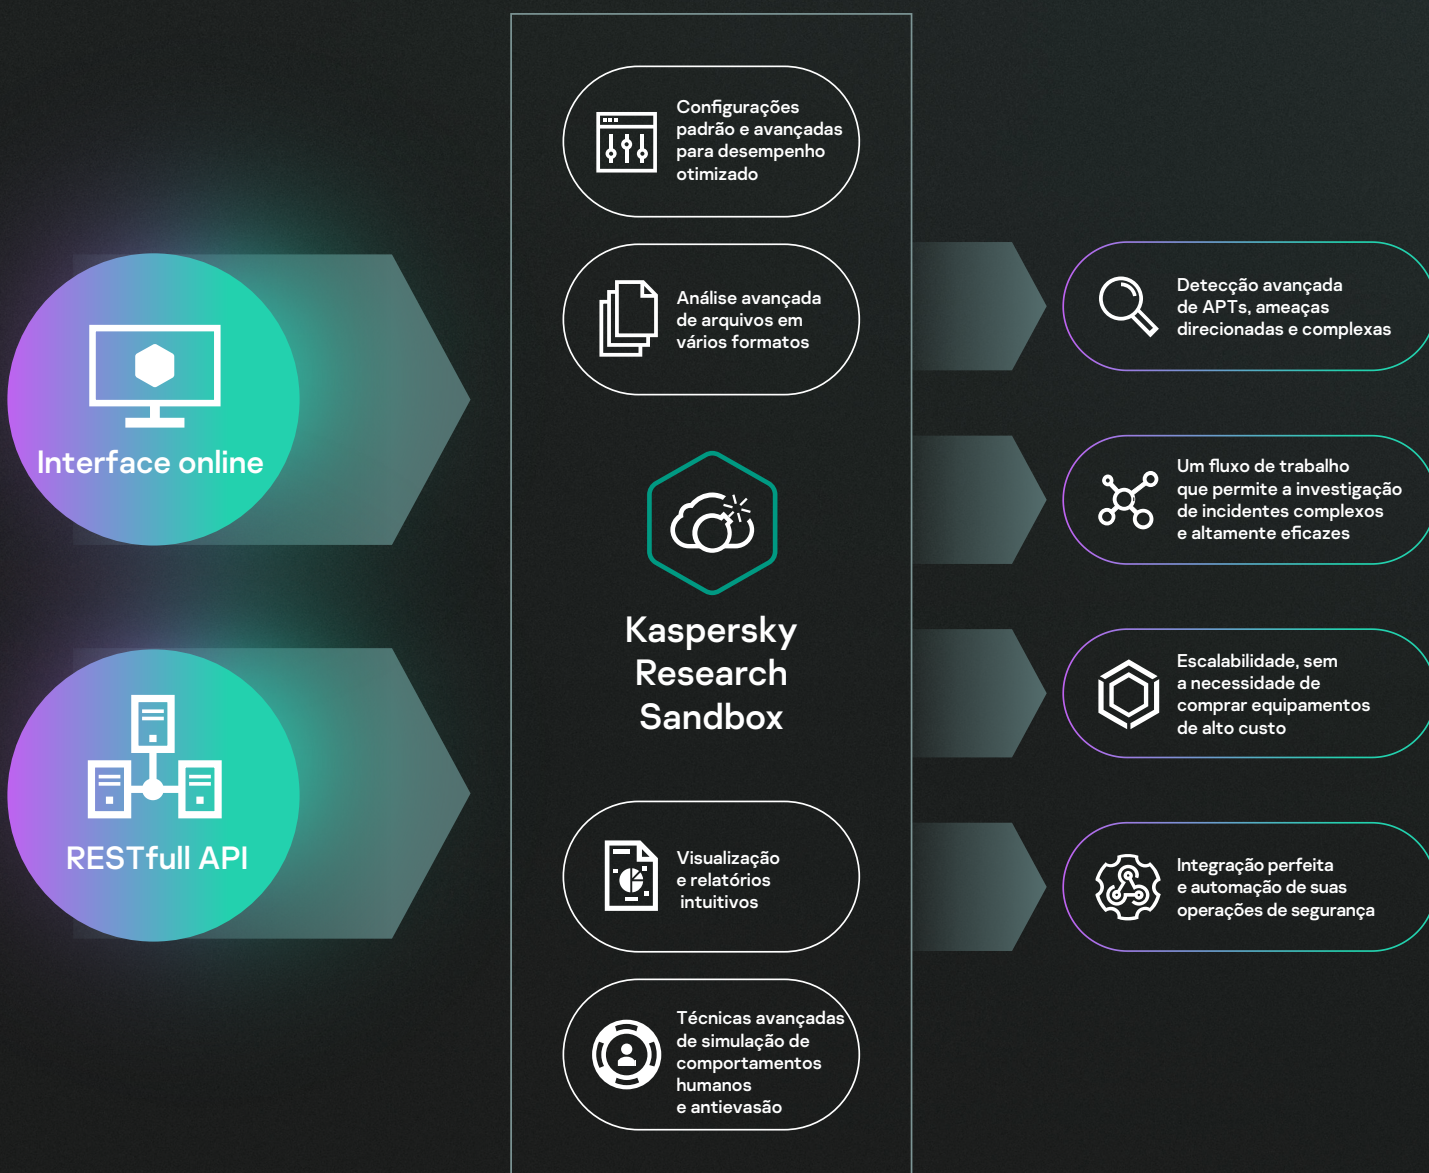 Interface online
RESTfull API
Configurações
padrão e avançadas
para desempenho
otimizado
Análise avançada
de arquivos em
vários formatos
Kaspersky
Research
Sandbox
Visualização
e relatórios
intuitivos
Técnicas avançadas
de simulação de
comportamentos
humanos
e antievasão
Detecção avançada
de APTs, ameaças
direcionadas e complexas
Um fluxo de trabalho
que permite a investigação
de incidentes complexos
e altamente eficazes
Escalabilidade, sem
a necessidade de
comprar equipamentos
de alto custo
Integração perfeita
e automação de suas
operações de segurança